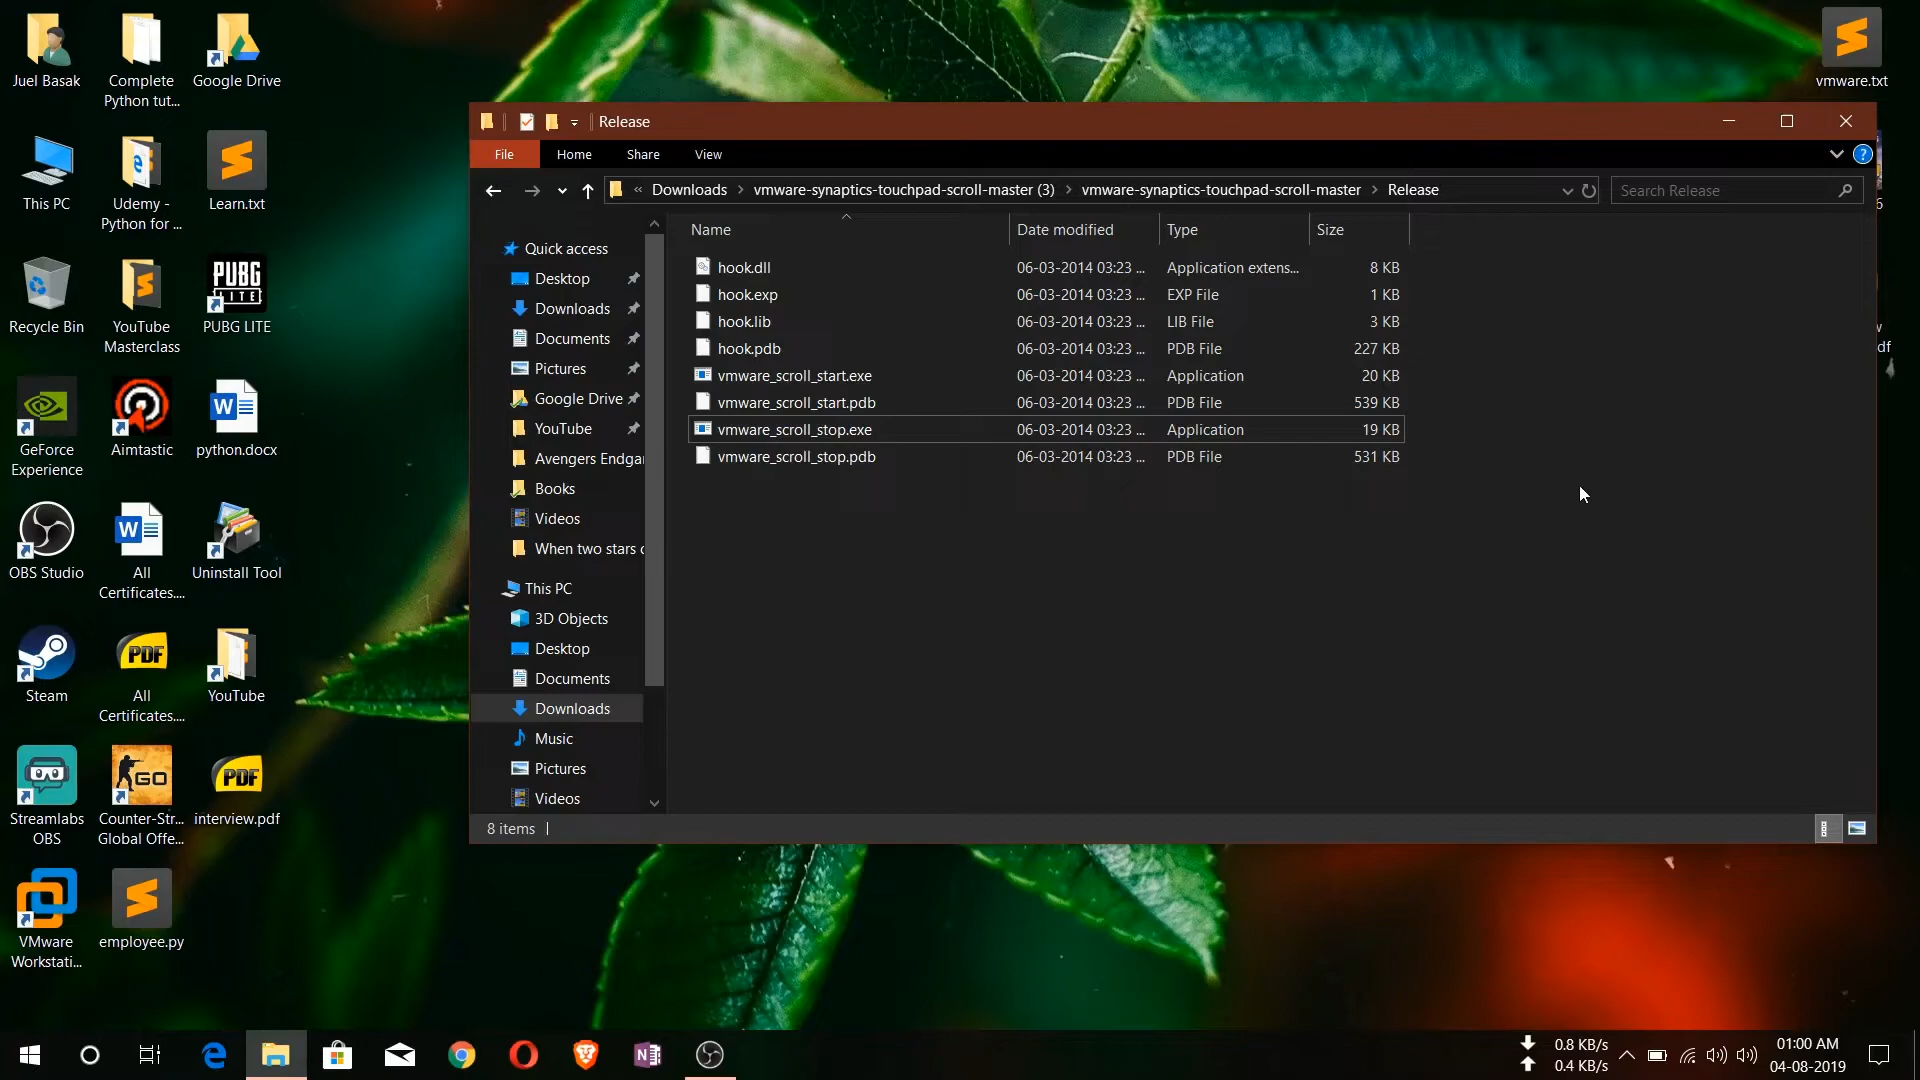 Juel Basak
Complete
Python tut...
Google Drive
This PC
Udemy -
Python for ...
Learn.txt
Recycle Bin
YouTube
Masterclass
PUBG
LITE
PUBG LITE
GeForce
Experience
Aimtastic
python.docx
OBS Studio
All
Certificates....
Uninstall Tool
Steam
PDF
All
Certificates....
YouTube
Streamlabs
OBS
GO
Counter-Str...
Global Offe...
PDF
interview.pdf
VMware
Workstati...
employee.py
vmware.txt
Release
File Home Share View
« Downloads > vmware-synaptics-touchpad-scroll-master (3) > vmware-synaptics-touchpad-scroll-master > Release
Search Release
Quick access
Desktop
Downloads
Documents
Pictures
Google Drive
YouTube
Avengers Endga
Books
Videos
When two stars c
This PC
3D Objects
Desktop
Documents
Downloads
Music
Pictures
Videos
Name Date modified Type Size
hook.dll 06-03-2014 03:23 ... Application extens... 8 KB
hook.exp 06-03-2014 03:23 ... EXP File 1 KB
hook.lib 06-03-2014 03:23 ... LIB File 3 KB
hook.pdb 06-03-2014 03:23 ... PDB File 227 KB
vmware_scroll_start.exe 06-03-2014 03:23 ... Application 20 KB
vmware_scroll_start.pdb 06-03-2014 03:23 ... PDB File 539 KB
vmware_scroll_stop.exe 06-03-2014 03:23 ... Application 19 KB
vmware_scroll_stop.pdb 06-03-2014 03:23 ... PDB File 531 KB
8 items
6
w
df
0.8 KB/s
0.4 KB/s
01:00 AM
04-08-2019